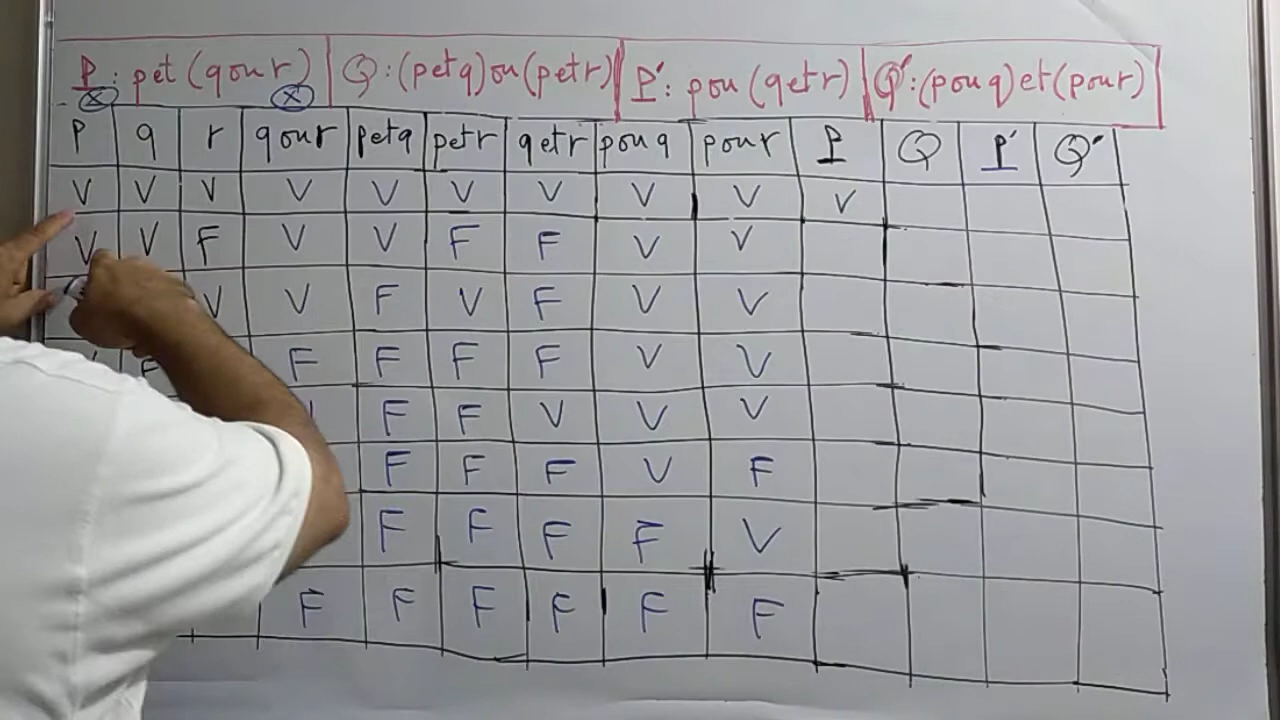 P : p et (q ou r) | Q : (p et q) ou (p et r) | P' : p ou (q et r) | Q' : (p ou q) et (p ou r)
p q r q ou r p et q p et r q et r p ou q p ou r P Q P' Q'
V V V V V V V V V V
V V F V V F F V V
V V F V F V V
F F F F F V V
F F V V V
F F F V F
F F F F V
F F F F F F